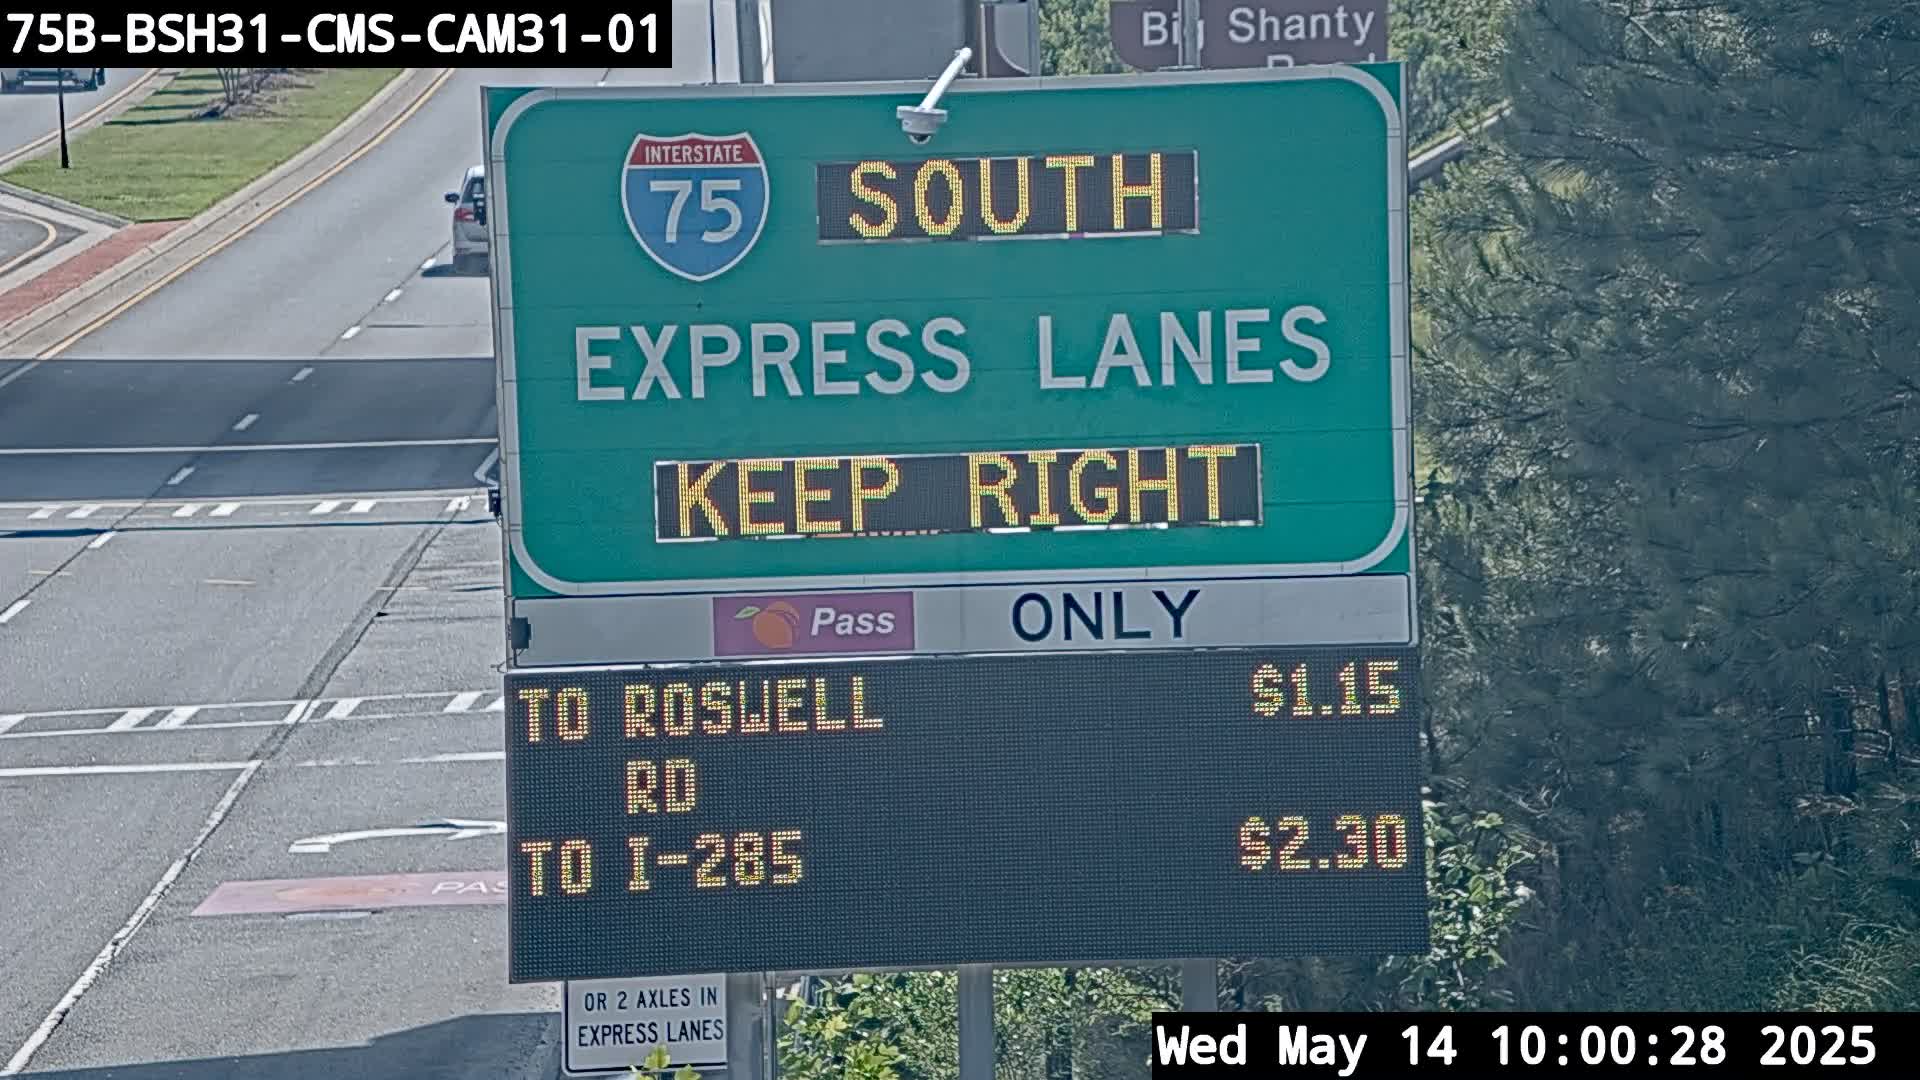 75B-BSH31-CMS-CAM31-01
Big Shanty
Road
INTERSTATE
75
SOUTH
EXPRESS LANES
KEEP RIGHT
Pass
ONLY
TO ROSWELL $1.15
RD
TO I-285 $2.30
PAS
OR 2 AXLES IN
EXPRESS LANES
Wed May 14 10:00:28 2025